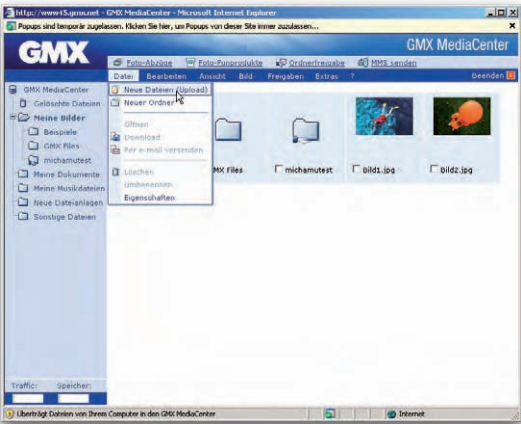 http://www45.gmx.net - GMX MediaCenter - Microsoft Internet Explorer
Popups sind temporär zugelassen. Klicken Sie hier, um Popups von dieser Site immer zuzulassen...
GMX
GMX MediaCenter
Foto-Abzüge Foto-Funprodukte Ordnerfreigabe MMS senden
Datei Bearbeiten Ansicht Bild Freigaben Extras ? Beenden
GMX MediaCenter
Gelöschte Dateien
Meine Bilder
Beispiele
GMX Files
michamutest
Meine Dokumente
Meine Musikdateien
Neue Dateianlagen
Sonstige Dateien
Neue Dateien (Upload)
Neuer Ordner
Öffnen
Download
Per e-mail versenden
Löschen
Umbenennen
Eigenschaften
MX Files michamutest Bild1.jpg Bild2.jpg
Traffic: Speicher:
Überträgt Dateien von Ihrem Computer in den GMX MediaCenter Internet